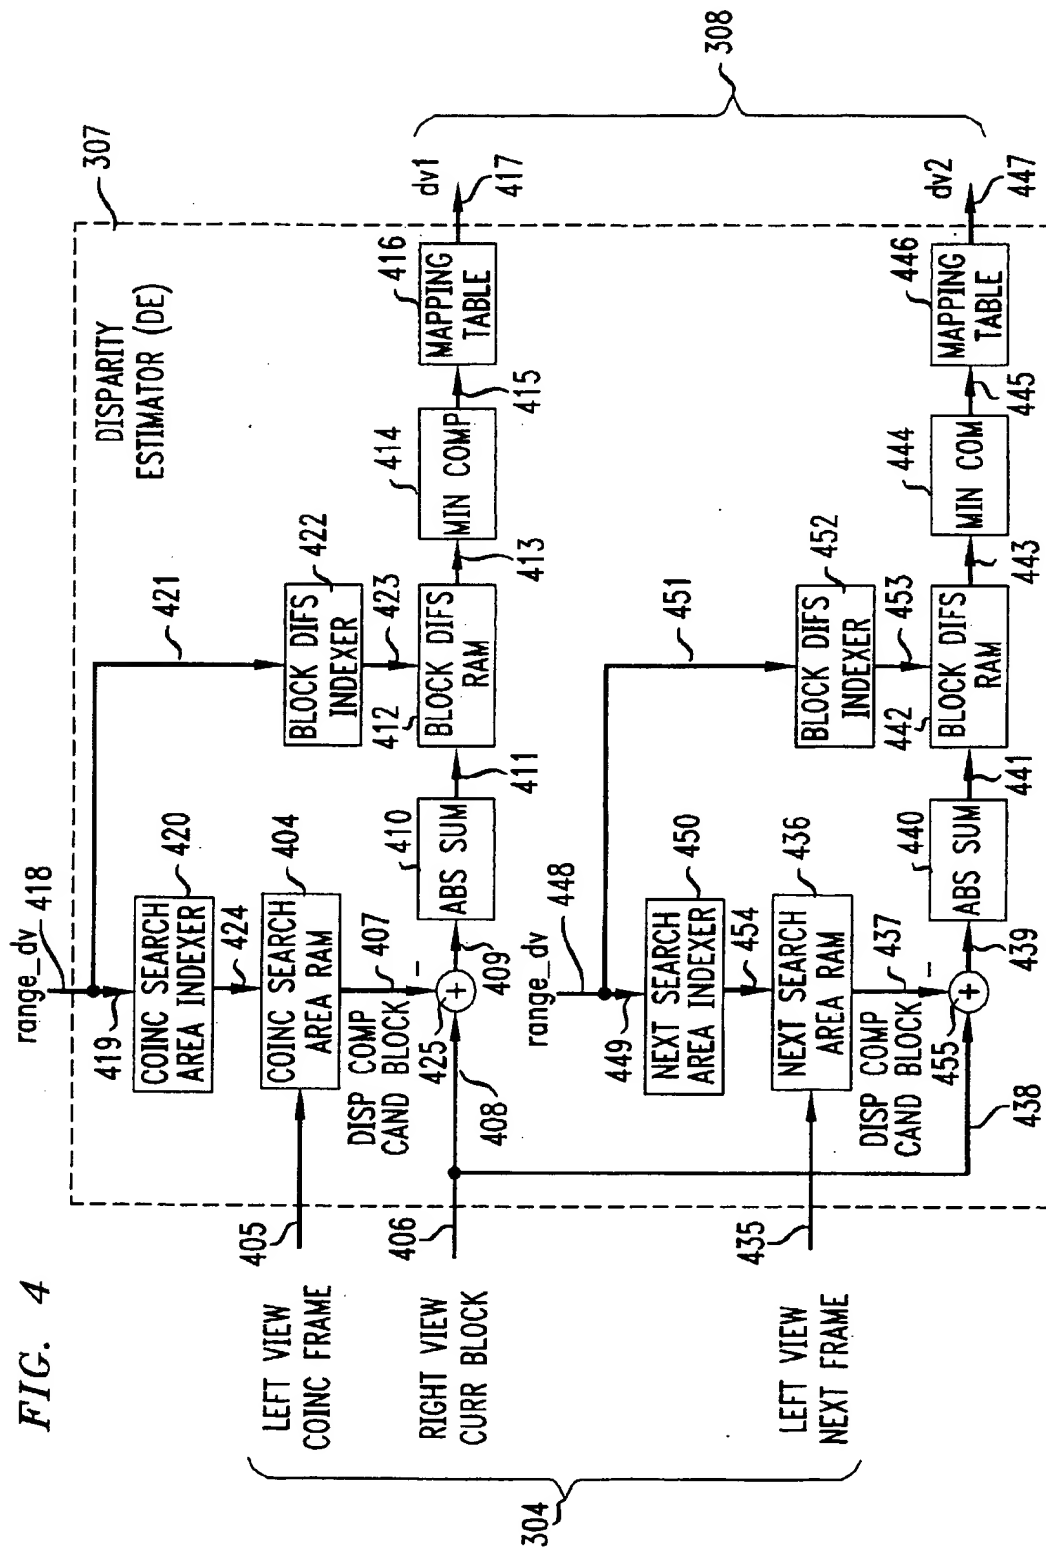 FIG. 4
DISPARITY
ESTIMATOR (DE)
307
range_dv
418
419
COINC SEARCH
AREA INDEXER
420
421
424
LEFT VIEW
COINC FRAME
405
COINC SEARCH
AREA RAM
404
BLOCK DIFS
INDEXER
422
423
DISP COMP
CAND BLOCK
407
RIGHT VIEW
CURR BLOCK
406
408
425
+
−
409
ABS SUM
410
411
BLOCK DIFS
RAM
412
413
MIN COMP
414
415
MAPPING
TABLE
416
dv1
417
308
304
range_dv
448
449
NEXT SEARCH
AREA INDEXER
450
451
454
LEFT VIEW
NEXT FRAME
435
NEXT SEARCH
AREA RAM
436
BLOCK DIFS
INDEXER
452
453
DISP COMP
CAND BLOCK
437
438
455
+
−
439
ABS SUM
440
441
BLOCK DIFS
RAM
442
443
MIN COM
444
445
MAPPING
TABLE
446
dv2
447